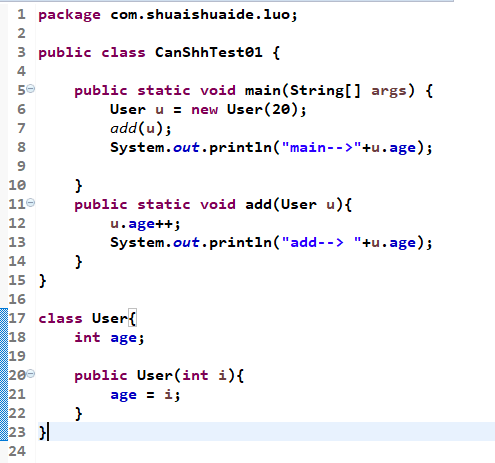 1 package com.shuaishuaide.luo;
2
3 public class CanShhTest01 {
4
5 public static void main(String[] args) {
6 User u = new User(20);
7 add(u);
8 System.out.println("main-->"+u.age);
9
10 }
11 public static void add(User u){
12 u.age++;
13 System.out.println("add--> "+u.age);
14 }
15 }
16
17 class User{
18 int age;
19
20 public User(int i){
21 age = i;
22 }
23 }
24